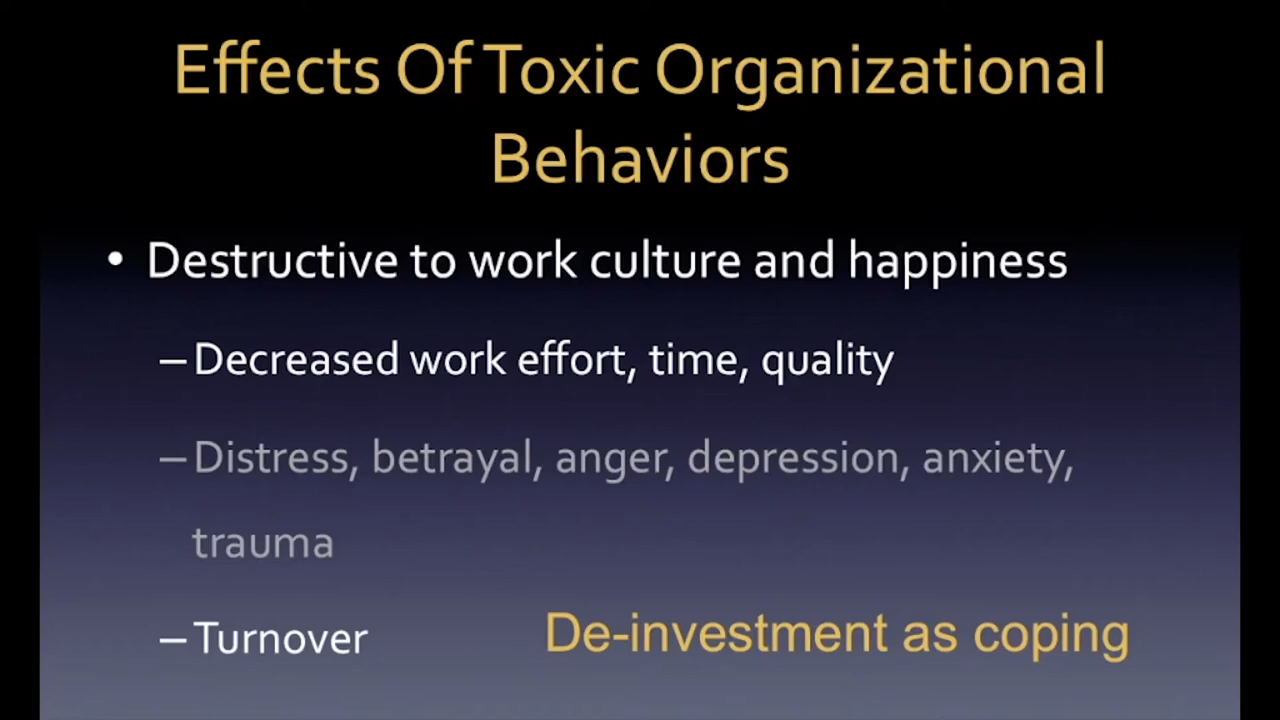 Effects Of Toxic Organizational
Behaviors
• Destructive to work culture and happiness
– Decreased work effort, time, quality
– Distress, betrayal, anger, depression, anxiety,
trauma
– Turnover
De-investment as coping